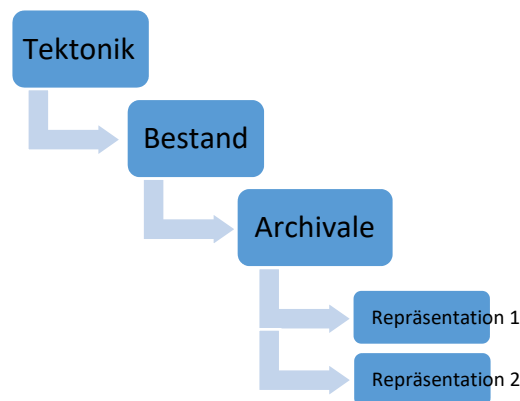 Tektonik
Bestand
Archivale
Repräsentation 1
Repräsentation 2